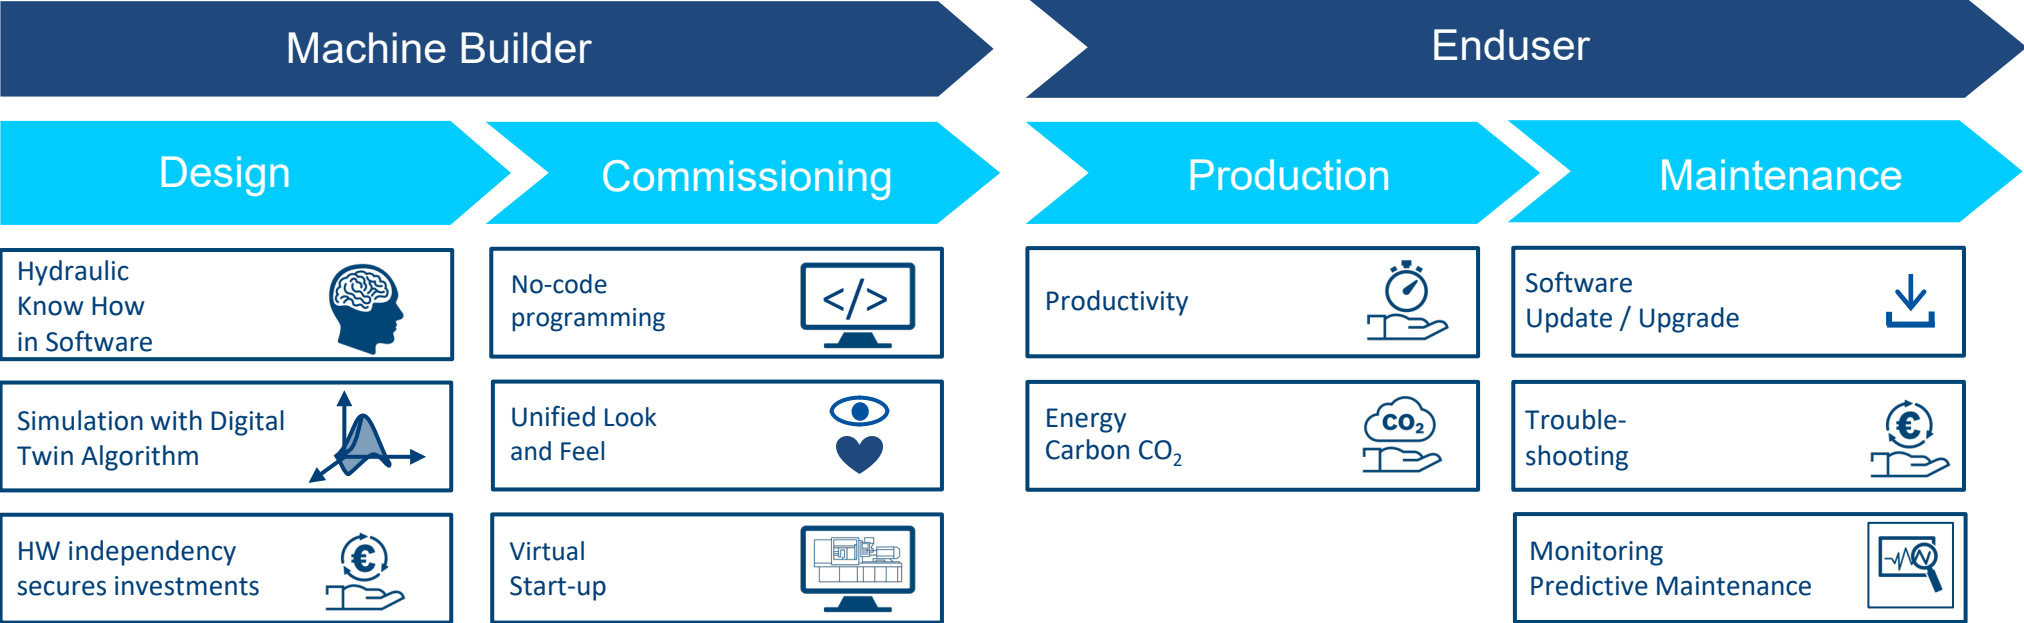 Machine Builder
Enduser
Design
Commissioning
Production
Maintenance
Hydraulic
Know How
in Software
Simulation with Digital
Twin Algorithm
HW independency
secures investments
€
No-code
programming
</>
Unified Look
and Feel
Virtual
Start-up
Productivity
Energy
Carbon CO₂
CO₂
Software
Update / Upgrade
Trouble-
shooting
€
Monitoring
Predictive Maintenance